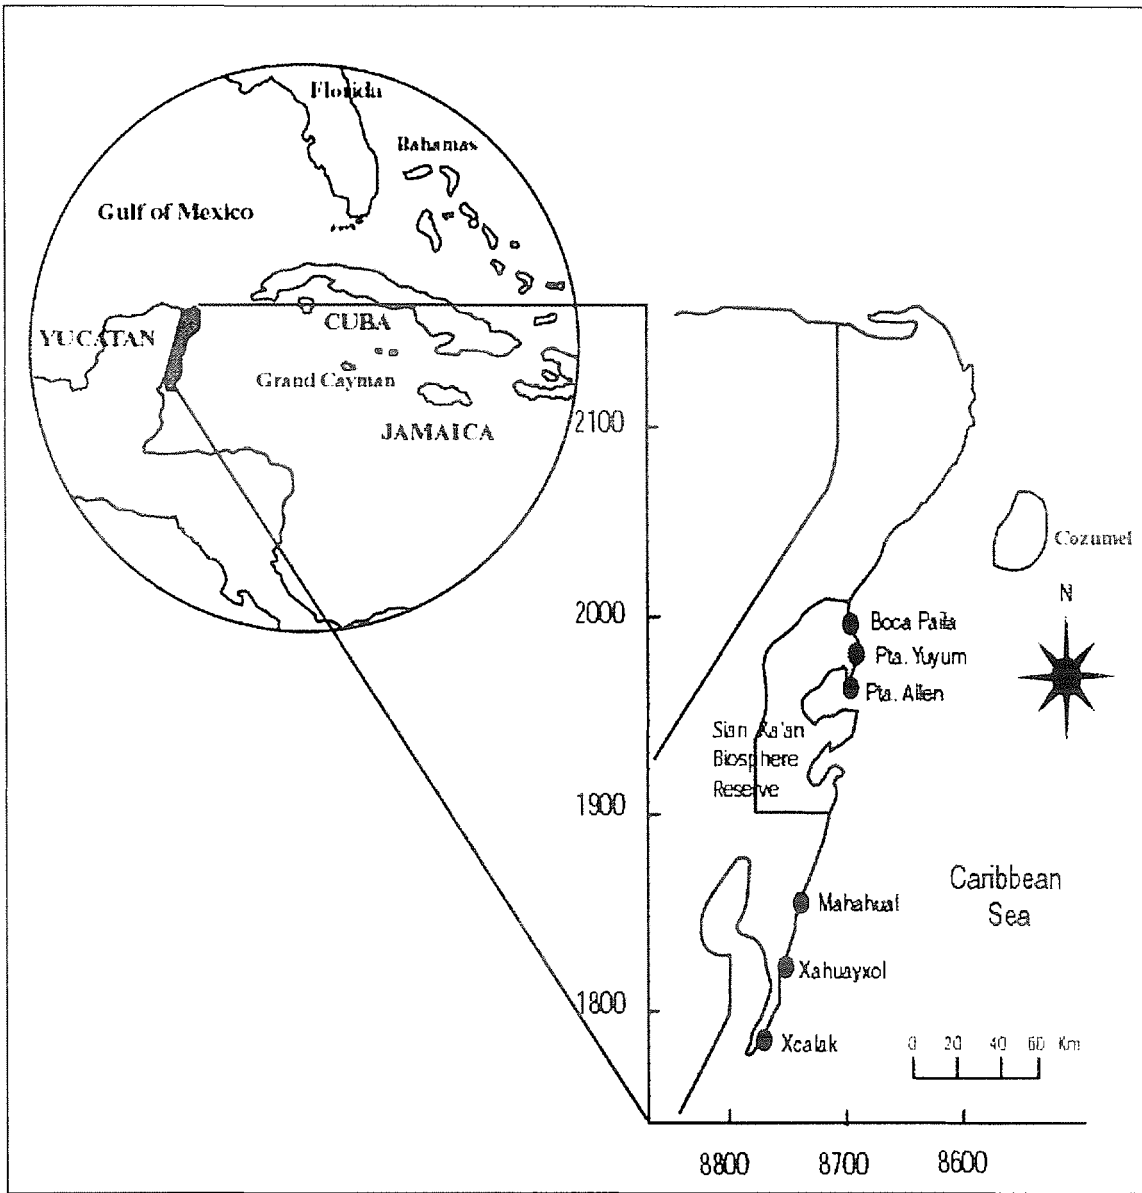 Florida
Bahamas
Gulf of Mexico
YUCATAN
CUBA
Grand Cayman
JAMAICA
2100
Cozumel
N
2000
Boca Paila
Pta. Yuyum
Pta. Allen
Sian Ka'an
Biosphere
Reserve
1900
Caribbean
Sea
Mahahual
Xahuayxol
1800
Xcalak
0 20 40 60 Km
8800 8700 8600